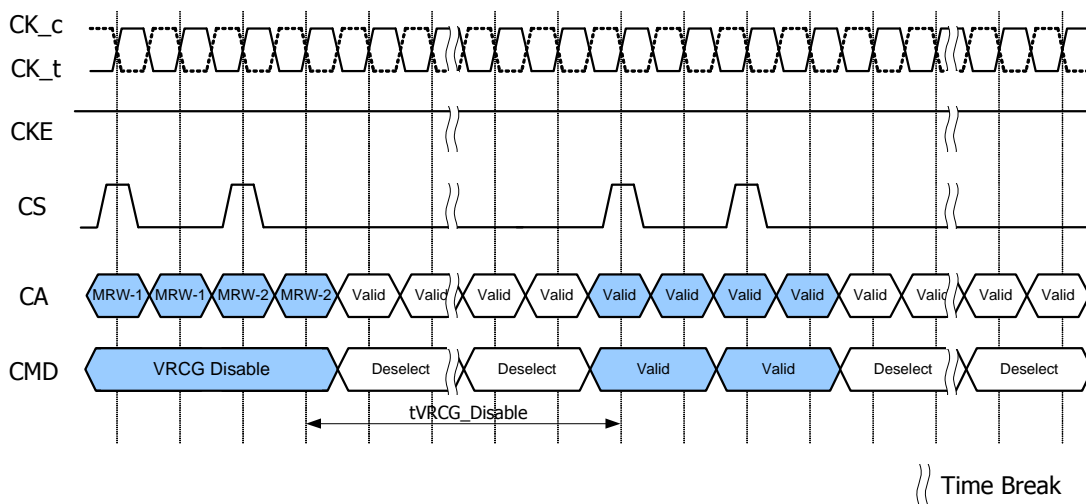 CK_c
CK_t
CKE
CS
CA MRW-1 MRW-1 MRW-2 MRW-2 Valid Valid Valid Valid Valid Valid Valid Valid Valid Valid Valid Valid
CMD VRCG Disable Deselect Deselect Valid Valid Deselect Deselect
tVRCG_Disable
Time Break